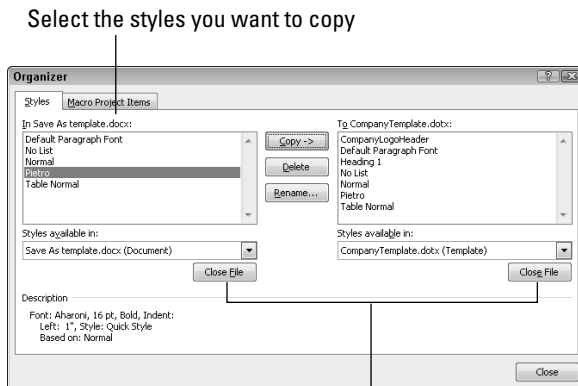 Select the styles you want to copy
Organizer
Styles Macro Project Items
In Save As template.docx:
Default Paragraph Font
No List
Normal
Pietro
Table Normal
Copy ->
Delete
Rename...
To CompanyTemplate.dotx:
CompanyLogoHeader
Default Paragraph Font
Heading 1
No List
Normal
Pietro
Table Normal
Styles available in:
Save As template.docx (Document)
Close File
Styles available in:
CompanyTemplate.dotx (Template)
Close File
Description
Font: Aharoni, 16 pt, Bold, Indent:
Left: 1", Style: Quick Style
Based on: Normal
Close